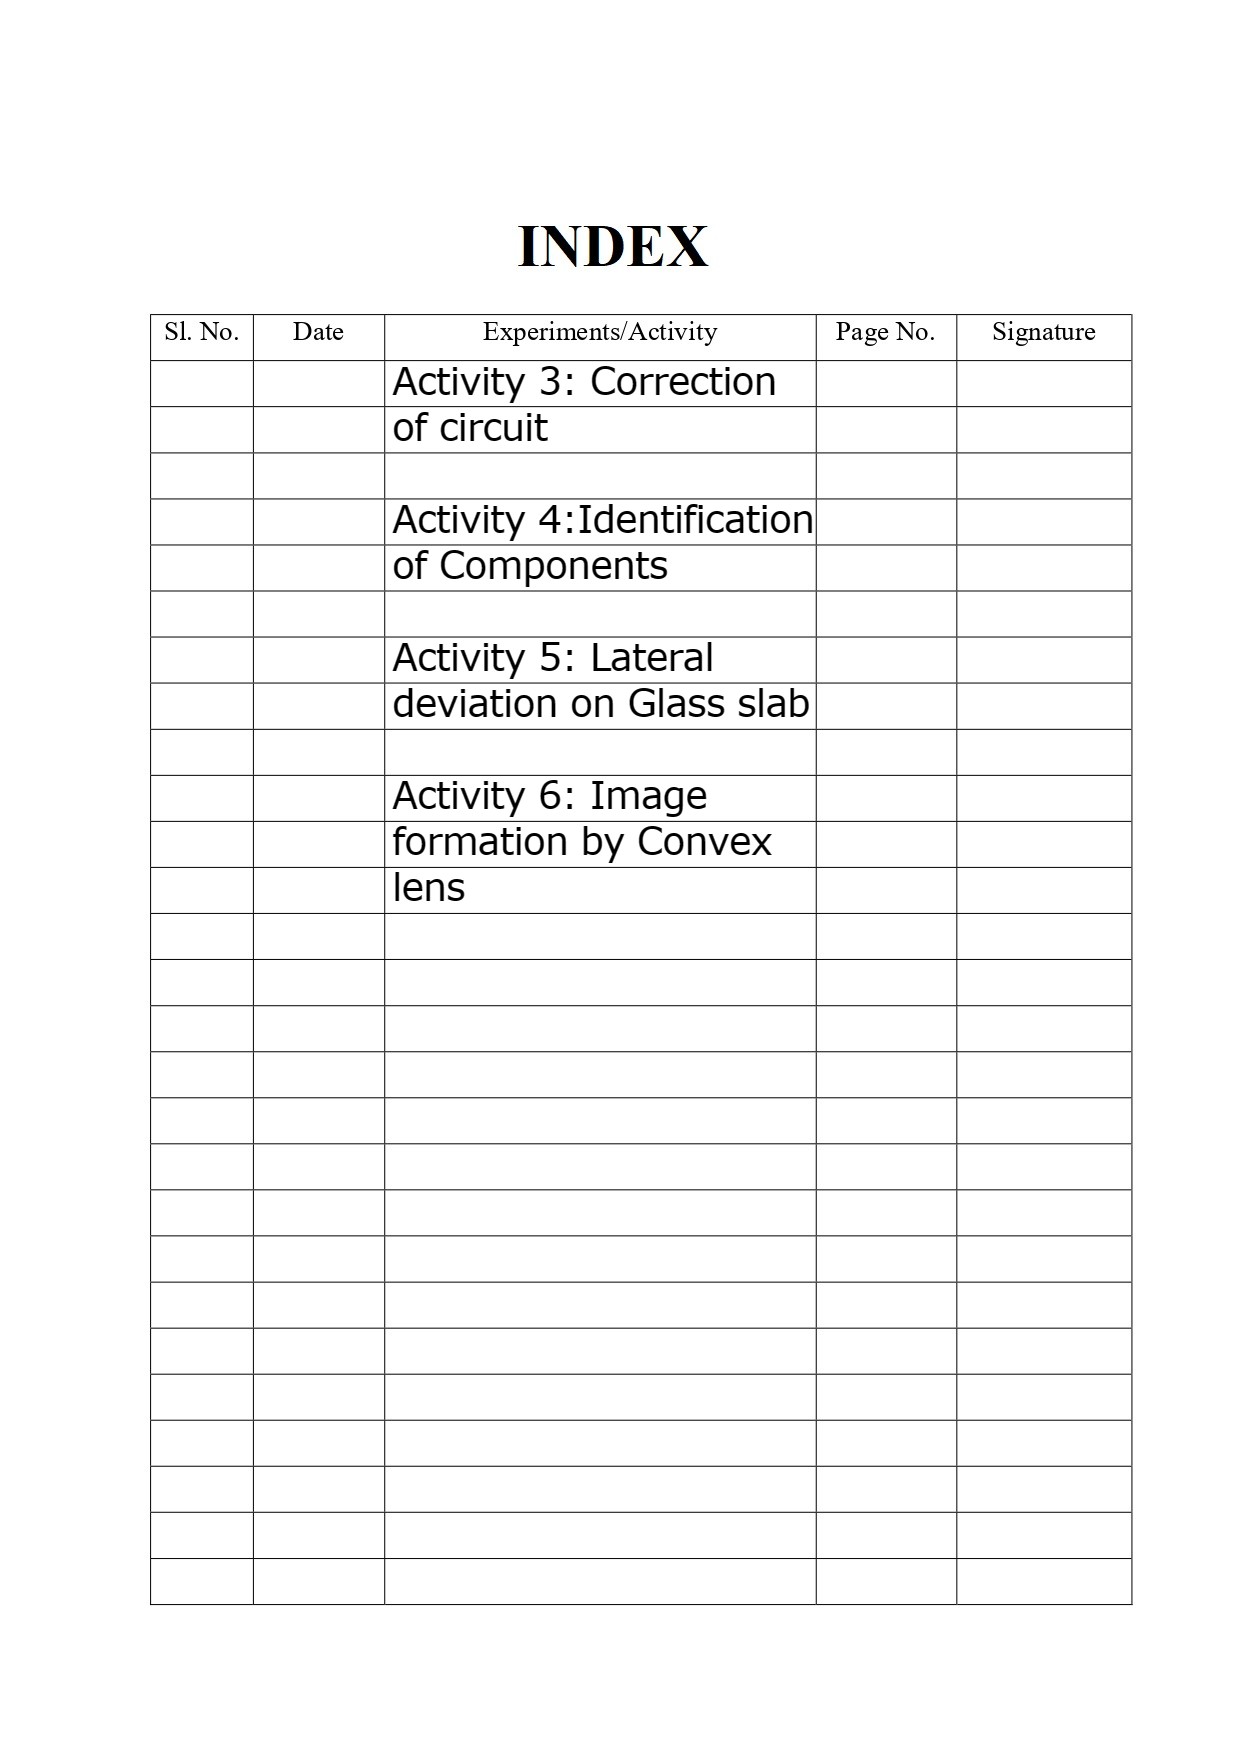 INDEX
Sl. No. Date Experiments/Activity Page No. Signature
Activity 3: Correction
of circuit
Activity 4:Identification
of Components
Activity 5: Lateral
deviation on Glass slab
Activity 6: Image
formation by Convex
lens